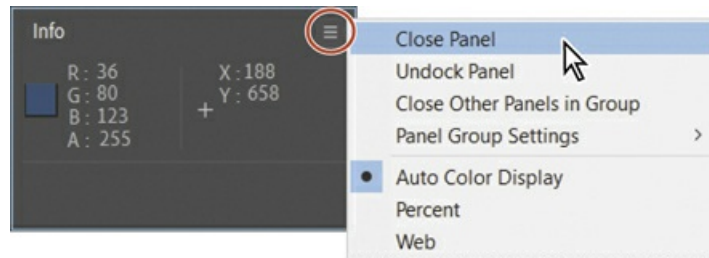 Info
R: 36
G: 80
B: 123
A: 255
X:188
Y: 658
Close Panel
Undock Panel
Close Other Panels in Group
Panel Group Settings
Auto Color Display
Percent
Web